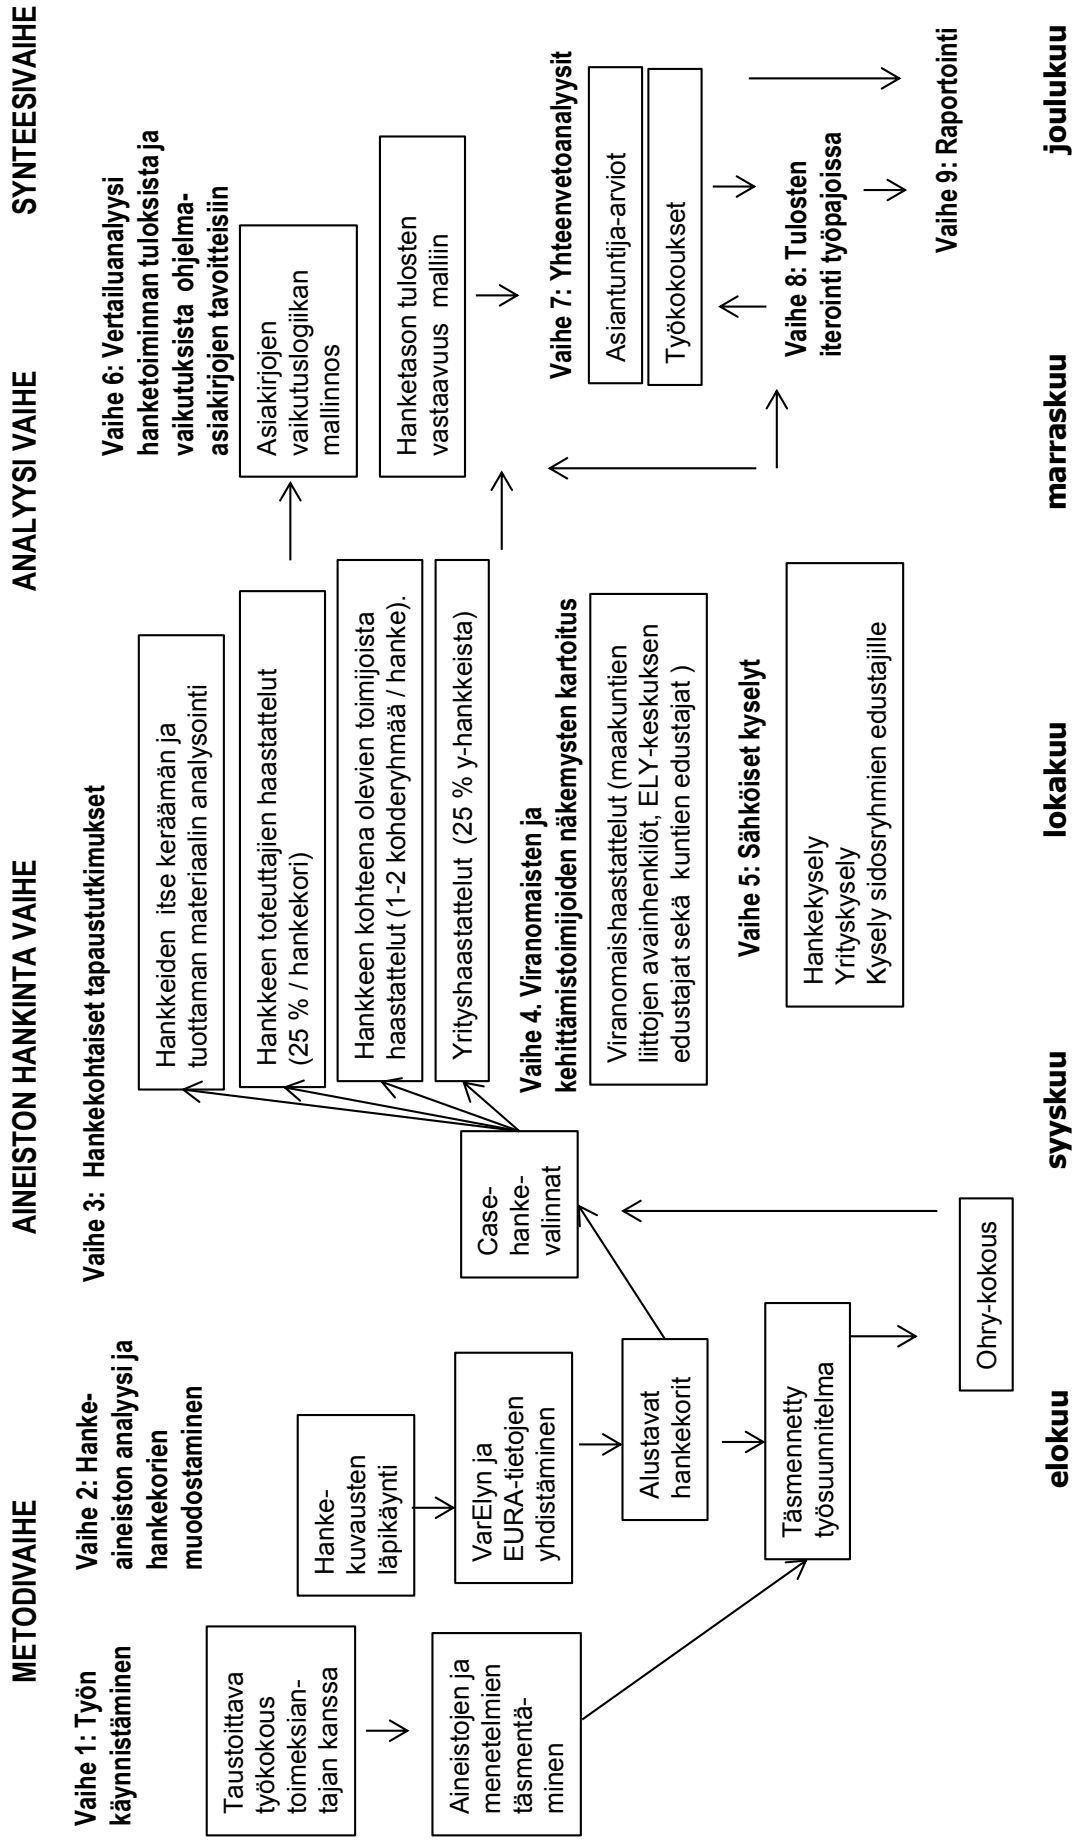 METODIVAIHE
AINEISTON HANKINTA VAIHE
ANALYYSI VAIHE
SYNTEESIVAIHE
Vaihe 1: Työn
käynnistäminen
Taustoittava
työkokous
toimeksian-
tajan kanssa
Aineistojen ja
menetelmien
täsmentä-
minen
Vaihe 2: Hanke-
aineiston analyysi ja
hankekorien
muodostaminen
Hanke-
kuvausten
läpikäynti
VarElyn ja
EURA-tietojen
yhdistäminen
Alustavat
hankekorit
Täsmennetty
työsuunnitelma
Ohry-kokous
Vaihe 3: Hankekohtaiset tapaustutkimukset
Case-
hanke-
valinnat
Hankkeiden itse keräämän ja
tuottaman materiaalin analysointi
Hankkeen toteuttajien haastattelut
(25 % / hankekori)
Hankkeen kohteena olevien toimijoista
haastattelut (1-2 kohderyhmää / hanke).
Yrityshaastattelut (25 % y-hankkeista)
Vaihe 4. Viranomaisten ja
kehittämistoimijoiden näkemysten kartoitus
Viranomaishaastattelut (maakuntien
liittojen avainhenkilöt, ELY-keskuksen
edustajat sekä kuntien edustajat )
Vaihe 5: Sähköiset kyselyt
Hankekysely
Yrityskysely
Kysely sidosryhmien edustajille
Vaihe 6: Vertailuanalyysi
hanketoiminnan tuloksista ja
vaikutuksista ohjelma-
asiakirjojen tavoitteisiin
Asiakirjojen
vaikutuslogiikan
mallinnos
Hanketason tulosten
vastaavuus malliin
Vaihe 7: Yhteenvetoanalyysit
Asiantuntija-arviot
Työkokoukset
Vaihe 8: Tulosten
iterointi työpajoissa
Vaihe 9: Raportointi
elokuu
syyskuu
lokakuu
marraskuu
joulukuu